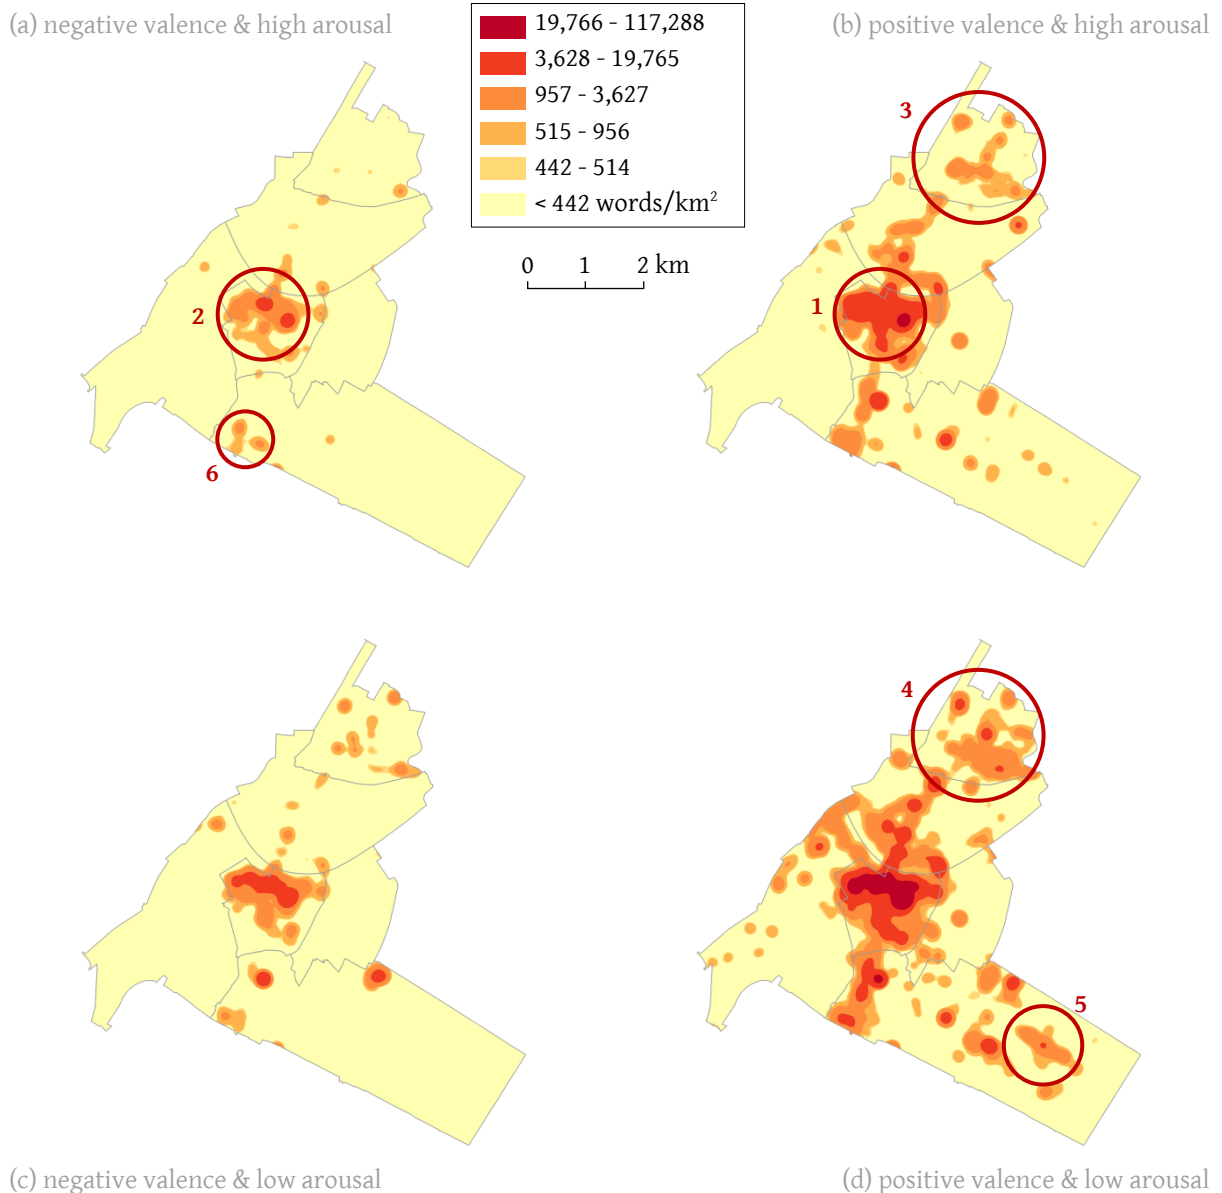 (a) negative valence & high arousal
19,766 - 117,288
3,628 - 19,765
957 - 3,627
515 - 956
442 - 514
< 442 words/km²
(b) positive valence & high arousal
0 1 2 km
3
2
1
6
4
5
(c) negative valence & low arousal
(d) positive valence & low arousal